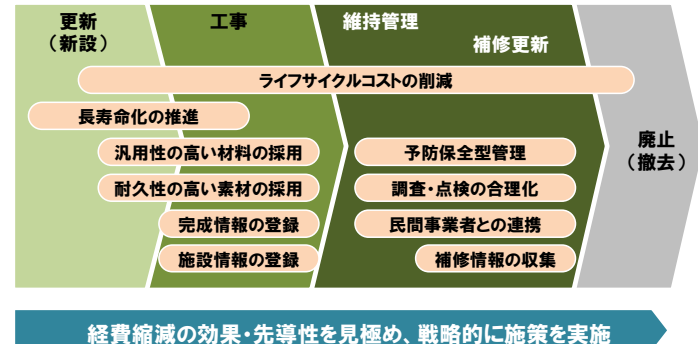 更新
（新設）
工事
維持管理
補修更新
廃止
（撤去）
ライフサイクルコストの削減
長寿命化の推進
汎用性の高い材料の採用
予防保全型管理
耐久性の高い素材の採用
調査・点検の合理化
完成情報の登録
民間事業者との連携
施設情報の登録
補修情報の収集
経費縮減の効果・先導性を見極め、戦略的に施策を実施